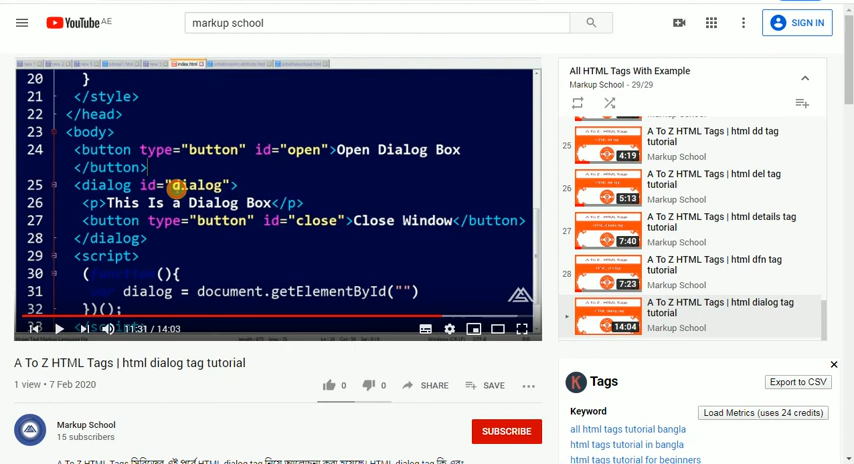 YouTube AE
markup school
SIGN IN
20 }
21 </style>
22 </head>
23 <body>
24 <button type="button" id="open">Open Dialog Box
</button>
25 <dialog id="dialog">
26 <p>This Is a Dialog Box</p>
27 <button type="button" id="close">Close Window</button>
28 </dialog>
29 <script>
30 (function(){
31 var dialog = document.getElementById("")
32 })();
</script
11:31 / 14:03
All HTML Tags With Example
Markup School - 29/29
25
A To Z HTML Tags | html dd tag
tutorial
4:19
Markup School
26
A To Z HTML Tags | html del tag
tutorial
5:13
Markup School
27
A To Z HTML Tags | html details tag
tutorial
7:40
Markup School
28
A To Z HTML Tags | html dfn tag
tutorial
7:23
Markup School
A To Z HTML Tags | html dialog tag
tutorial
14:04
Markup School
A To Z HTML Tags | html dialog tag tutorial
1 view • 7 Feb 2020
0
0
SHARE
SAVE
Markup School
15 subscribers
SUBSCRIBE
K Tags
Export to CSV
Keyword
Load Metrics (uses 24 credits)
all html tags tutorial bangla
html tags tutorial in bangla
html tags tutorial for beginners